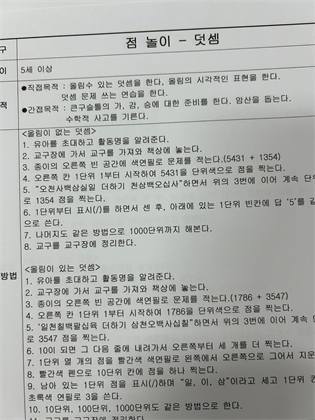 구
점 놀이 – 덧셈
이
5세 이상
적
●직접목적 : 올림수 있는 덧셈을 한다, 올림의 시각적인 표현을 한다.
덧셈 문제 쓰는 연습을 한다.
●간접목적 : 큰구슬틀의 가, 감, 승에 대한 준비를 한다. 암산을 돕는다.
수학적 사고를 기른다.
방법
<올림이 없는 덧셈>
1. 유아를 초대하고 활동명을 알려준다.
2. 교구장에 가서 교구를 가져와 책상에 놓는다.
3. 종이의 오른쪽 빈 공간에 색연필로 문제를 적는다.(5431 + 1354)
4. 오른쪽 칸 1단위 1부터 시작하여 5431을 단위색으로 점을 찍는다.
5. "오천사백삼십일 더하기 천삼백오십사"하면서 위의 3번에 이어 계속 단위
로 1354 점을 찍는다.
6. 1단위부터 표시(/)를 하면서 센 후, 아래에 있는 1단위 빈칸에 답 '5'를 같
으로 쓴다.
7. 나머지도 같은 방법으로 1000단위까지 해본다.
8. 교구를 교구장에 정리한다.
<올림이 있는 덧셈>
1. 유아를 초대하고 활동명을 알려준다.
2. 교구장에 가서 교구를 가져와 책상에 놓는다.
3. 종이의 오른쪽 빈 공간에 색연필로 문제를 적는다.(1786 + 3547)
4. 오른쪽 칸 1단위 1부터 시작하여 1786을 단위색으로 점을 찍는다.
5. '일천칠백팔십육 더하기 삼천오백사십칠"하면서 위의 3번에 이어
로 3547 점을 찍는다.
6. 10이 되면 그 다음 줄에 내려가서 오른쪽부터 세 개를 더 찍는다.
7. 1단위 열 개의 점을 빨간색 색연필로 왼쪽에서 오른쪽으로 그어서 지운
8. 빨간색 펜으로 10단위 칸에 점을 하나 찍는다.
9. 남아 있는 1단위 점을 표시(/)하며 "일, 이, 삼"이라고 세고 1단위 칸
초록색 색연필로 3을 쓴다.
10. 10단위, 100단위, 1000단위도 같은 방법으로 한다.